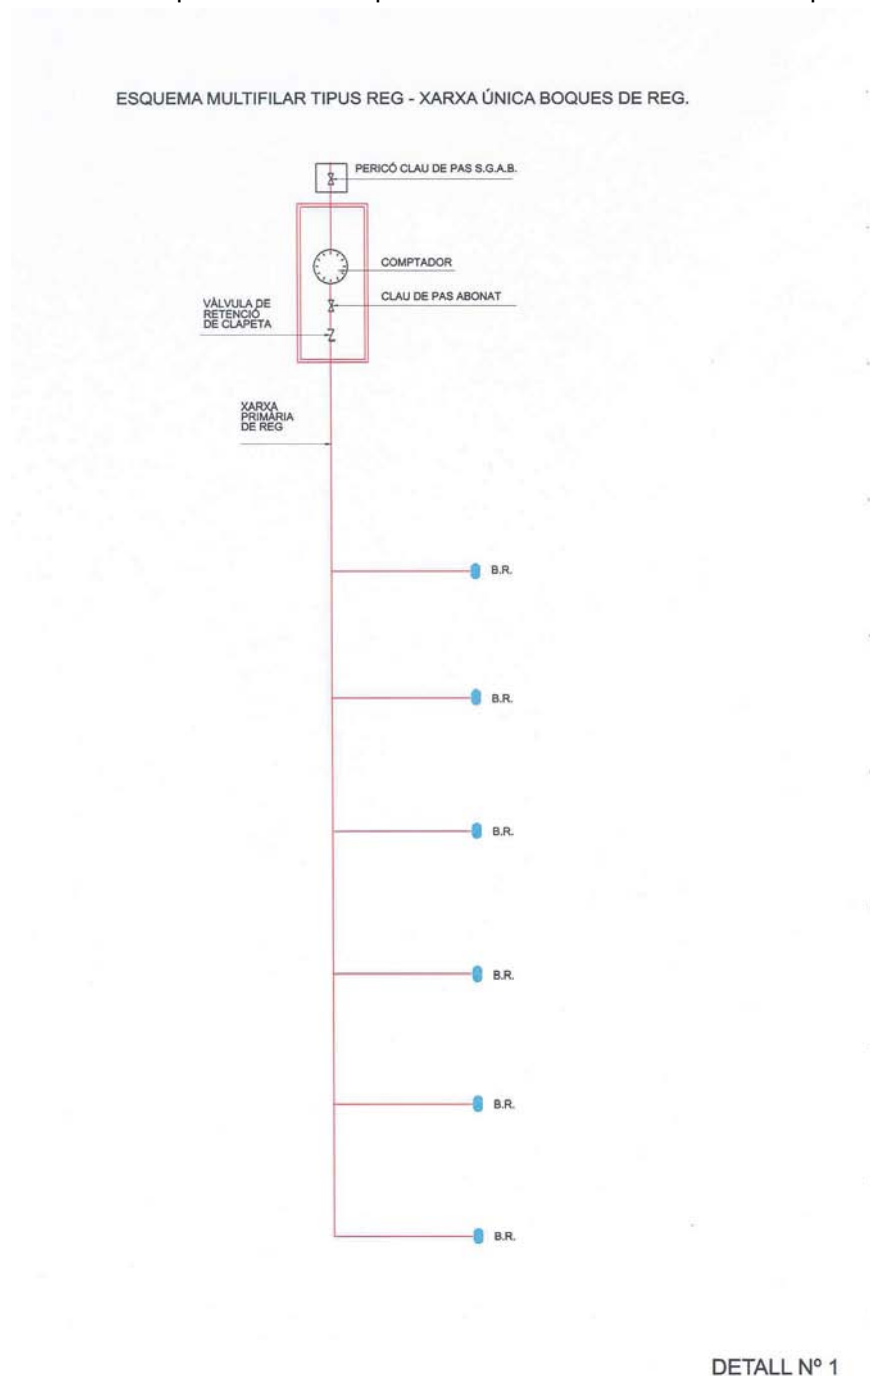 ESQUEMA MULTIFILAR TIPUS REG - XARXA ÚNICA BOQUES DE REG.
PERICÓ CLAU DE PAS S.G.A.B.
COMPTADOR
CLAU DE PAS ABONAT
VÀLVULA DE
RETENCIÓ
DE CLAPETA
XARXA
PRIMÀRIA
DE REG
B.R.
B.R.
B.R.
B.R.
B.R.
B.R.
DETALL Nº 1